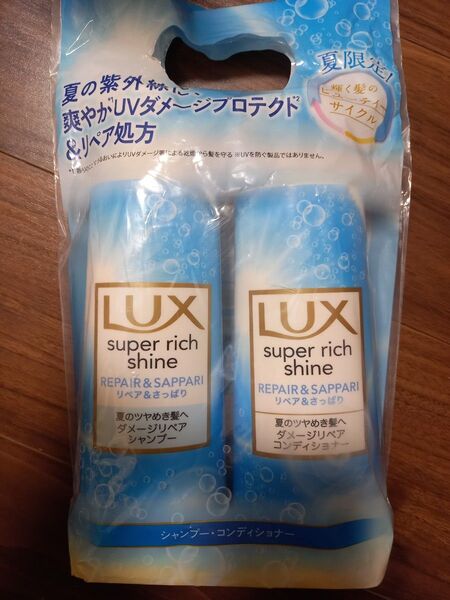 夏の紫外線に
爽やかUVダメージプロテクト
&リペア処方
夏限定!
輝く髪の
ビューティー
サイクル
LUX
super rich
shine
REPAIR&SAPPARI
リペア&さっぱり
夏のツヤめき髪へ
ダメージリペア
シャンプー
LUX
super rich
shine
REPAIR&SAPPARI
リペア&さっぱり
夏のツヤめき髪へ
ダメージリペア
コンディショナー
シャンプー・コンディショナー